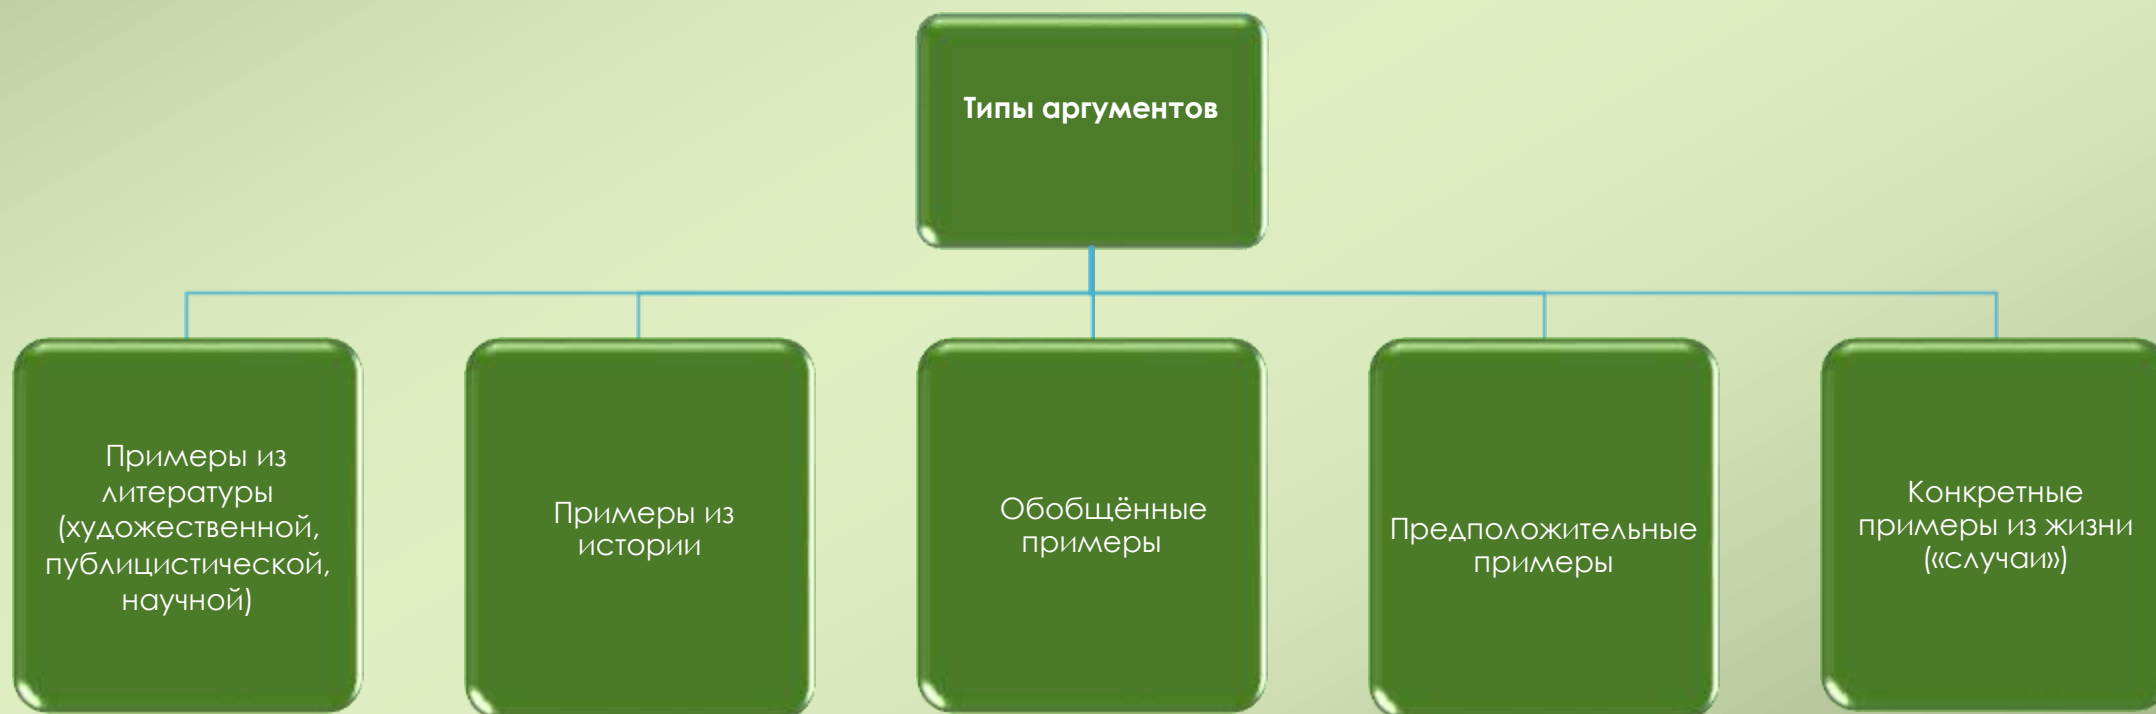 Типы аргументов
Примеры из
литературы
(художественной,
публицистической,
научной)
Примеры из
истории
Обобщённые
примеры
Предположительные
примеры
Конкретные
примеры из жизни
(«случаи»)